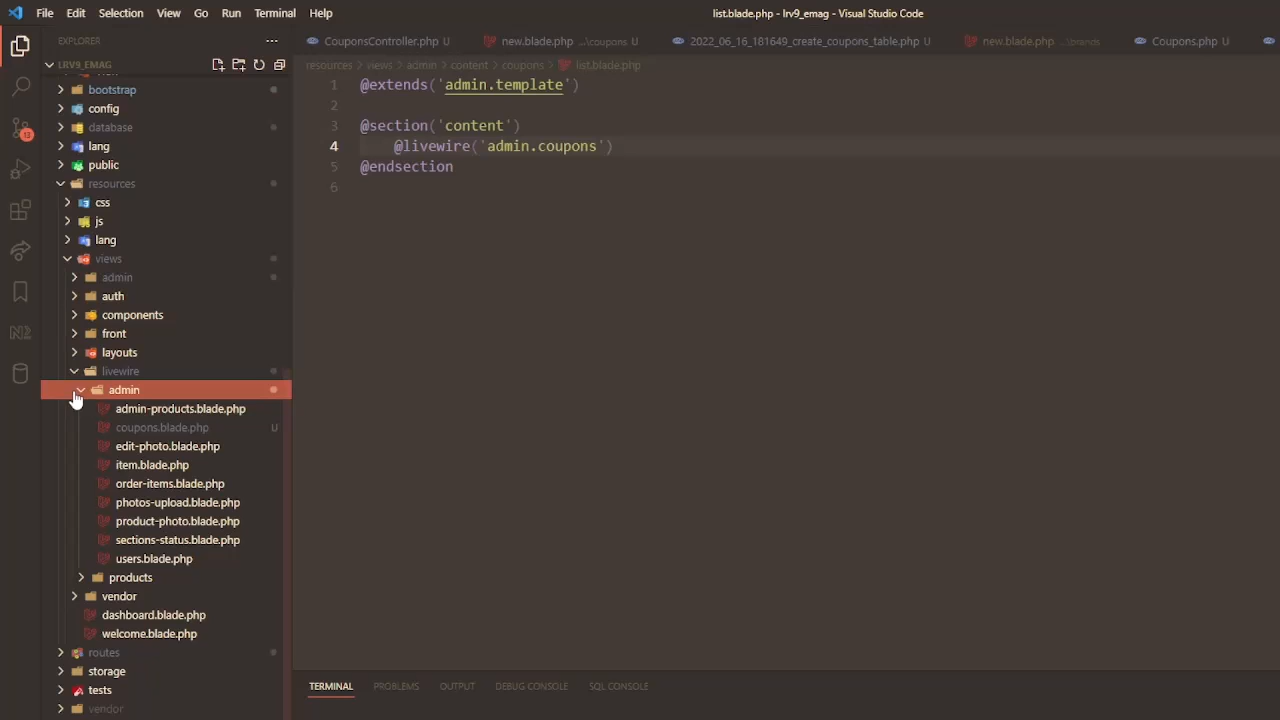 File Edit Selection View Go Run Terminal Help
list.blade.php - lrv9_emag - Visual Studio Code
EXPLORER
LRV9_EMAG
bootstrap
config
database
lang
public
resources
css
js
lang
views
admin
auth
components
front
layouts
livewire
admin
admin-products.blade.php
coupons.blade.php U
edit-photo.blade.php
item.blade.php
order-items.blade.php
photos-upload.blade.php
product-photo.blade.php
sections-status.blade.php
users.blade.php
products
vendor
dashboard.blade.php
welcome.blade.php
routes
storage
tests
vendor
CouponsController.php U
new.blade.php ...\coupons U
2022_06_16_181649_create_coupons_table.php U
new.blade.php ...\brands
Coupons.php U
resources > views > admin > content > coupons > list.blade.php
1 @extends('admin.template')
2
3 @section('content')
4 @livewire('admin.coupons')
5 @endsection
6
TERMINAL PROBLEMS OUTPUT DEBUG CONSOLE SQL CONSOLE